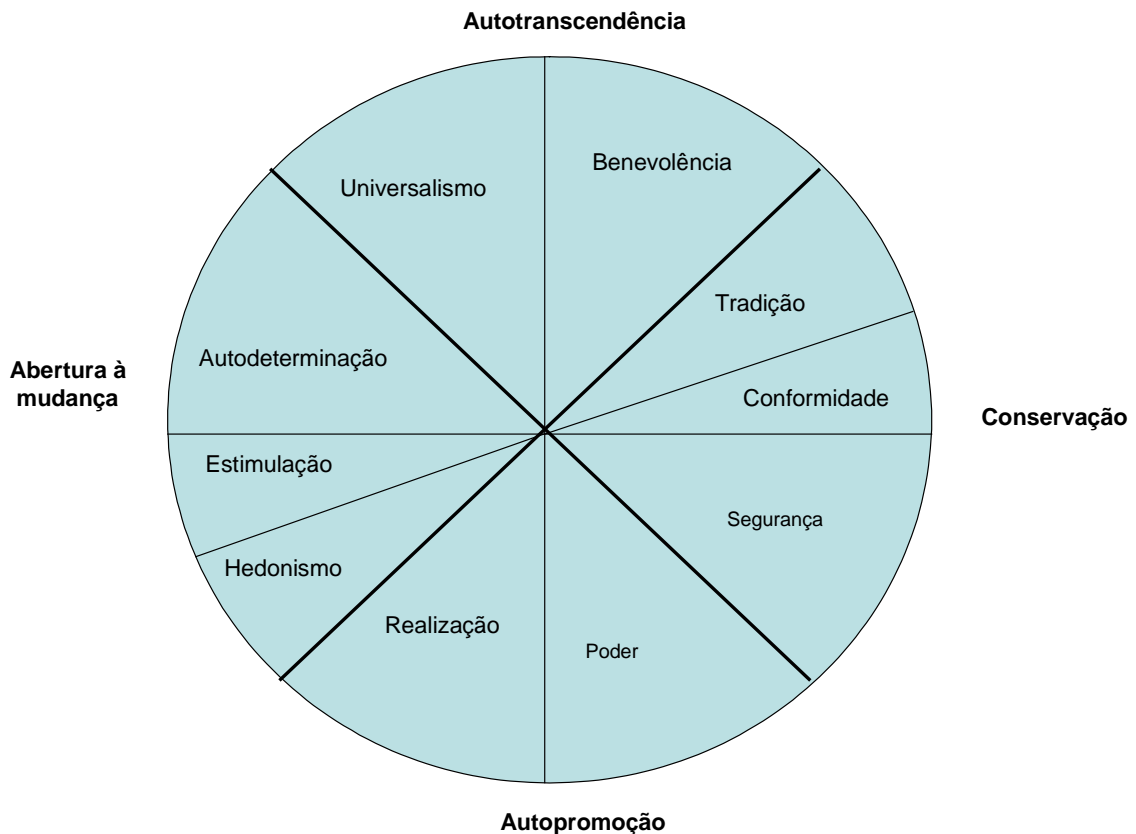 Autotranscendência
Benevolência
Universalismo
Tradição
Autodeterminação
Abertura à
mudança
Conformidade
Conservação
Estimulação
Segurança
Hedonismo
Realização
Poder
Autopromoção